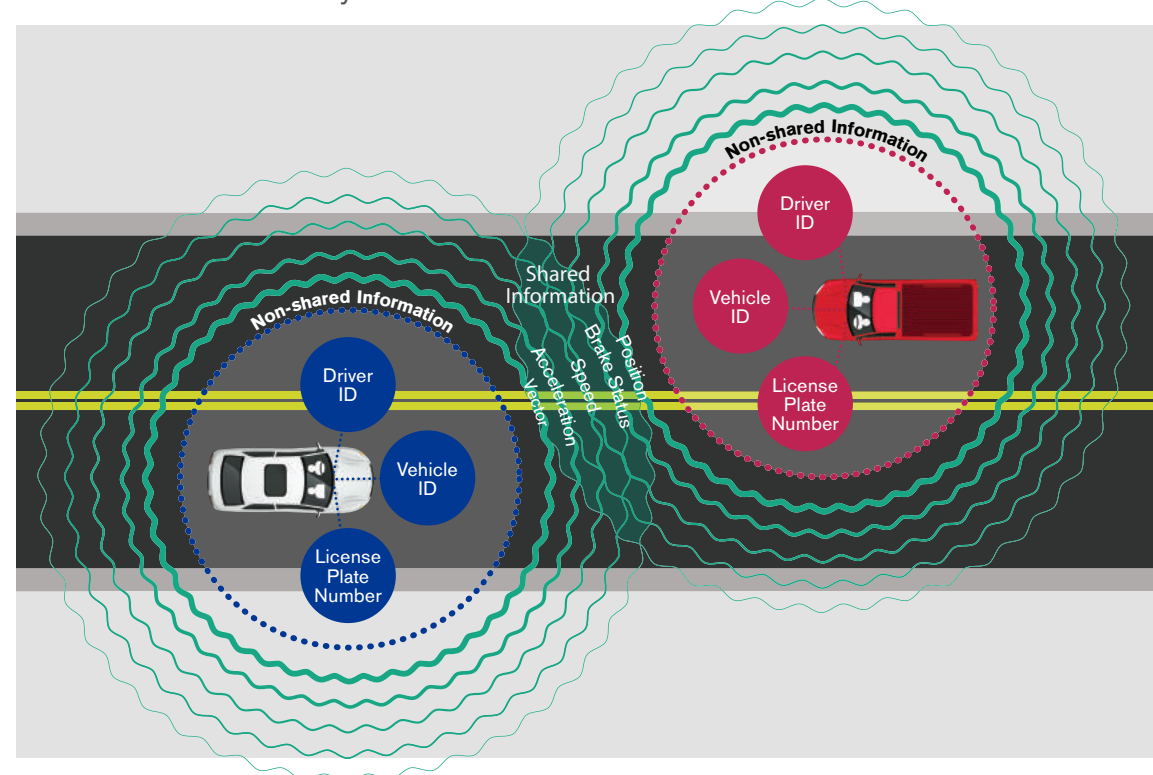 Non-shared Information
Driver
ID
Vehicle
ID
License
Plate
Number
Shared
Information
Position
Brake Status
Speed
Acceleration
Vector
Non-shared Information
Driver
ID
Vehicle
ID
License
Plate
Number